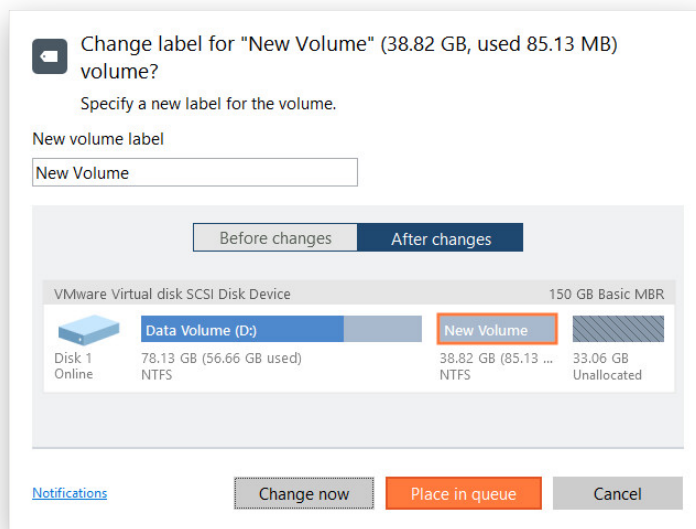 Change label for "New Volume" (38.82 GB, used 85.13 MB)
volume?
Specify a new label for the volume.
New volume label
New Volume
Before changes
After changes
VMware Virtual disk SCSI Disk Device
150 GB Basic MBR
Data Volume (D:)
New Volume
Disk 1
Online
78.13 GB (56.66 GB used)
NTFS
38.82 GB (85.13 ...
NTFS
33.06 GB
Unallocated
Notifications
Change now
Place in queue
Cancel